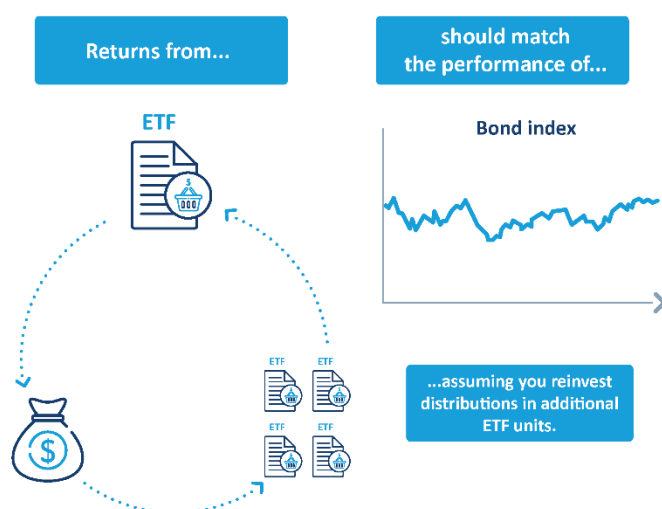 Returns from...
should match
the performance of...
ETF
$
Bond index
$
ETF
ETF
ETF
ETF
...assuming you reinvest
distributions in additional
ETF units.